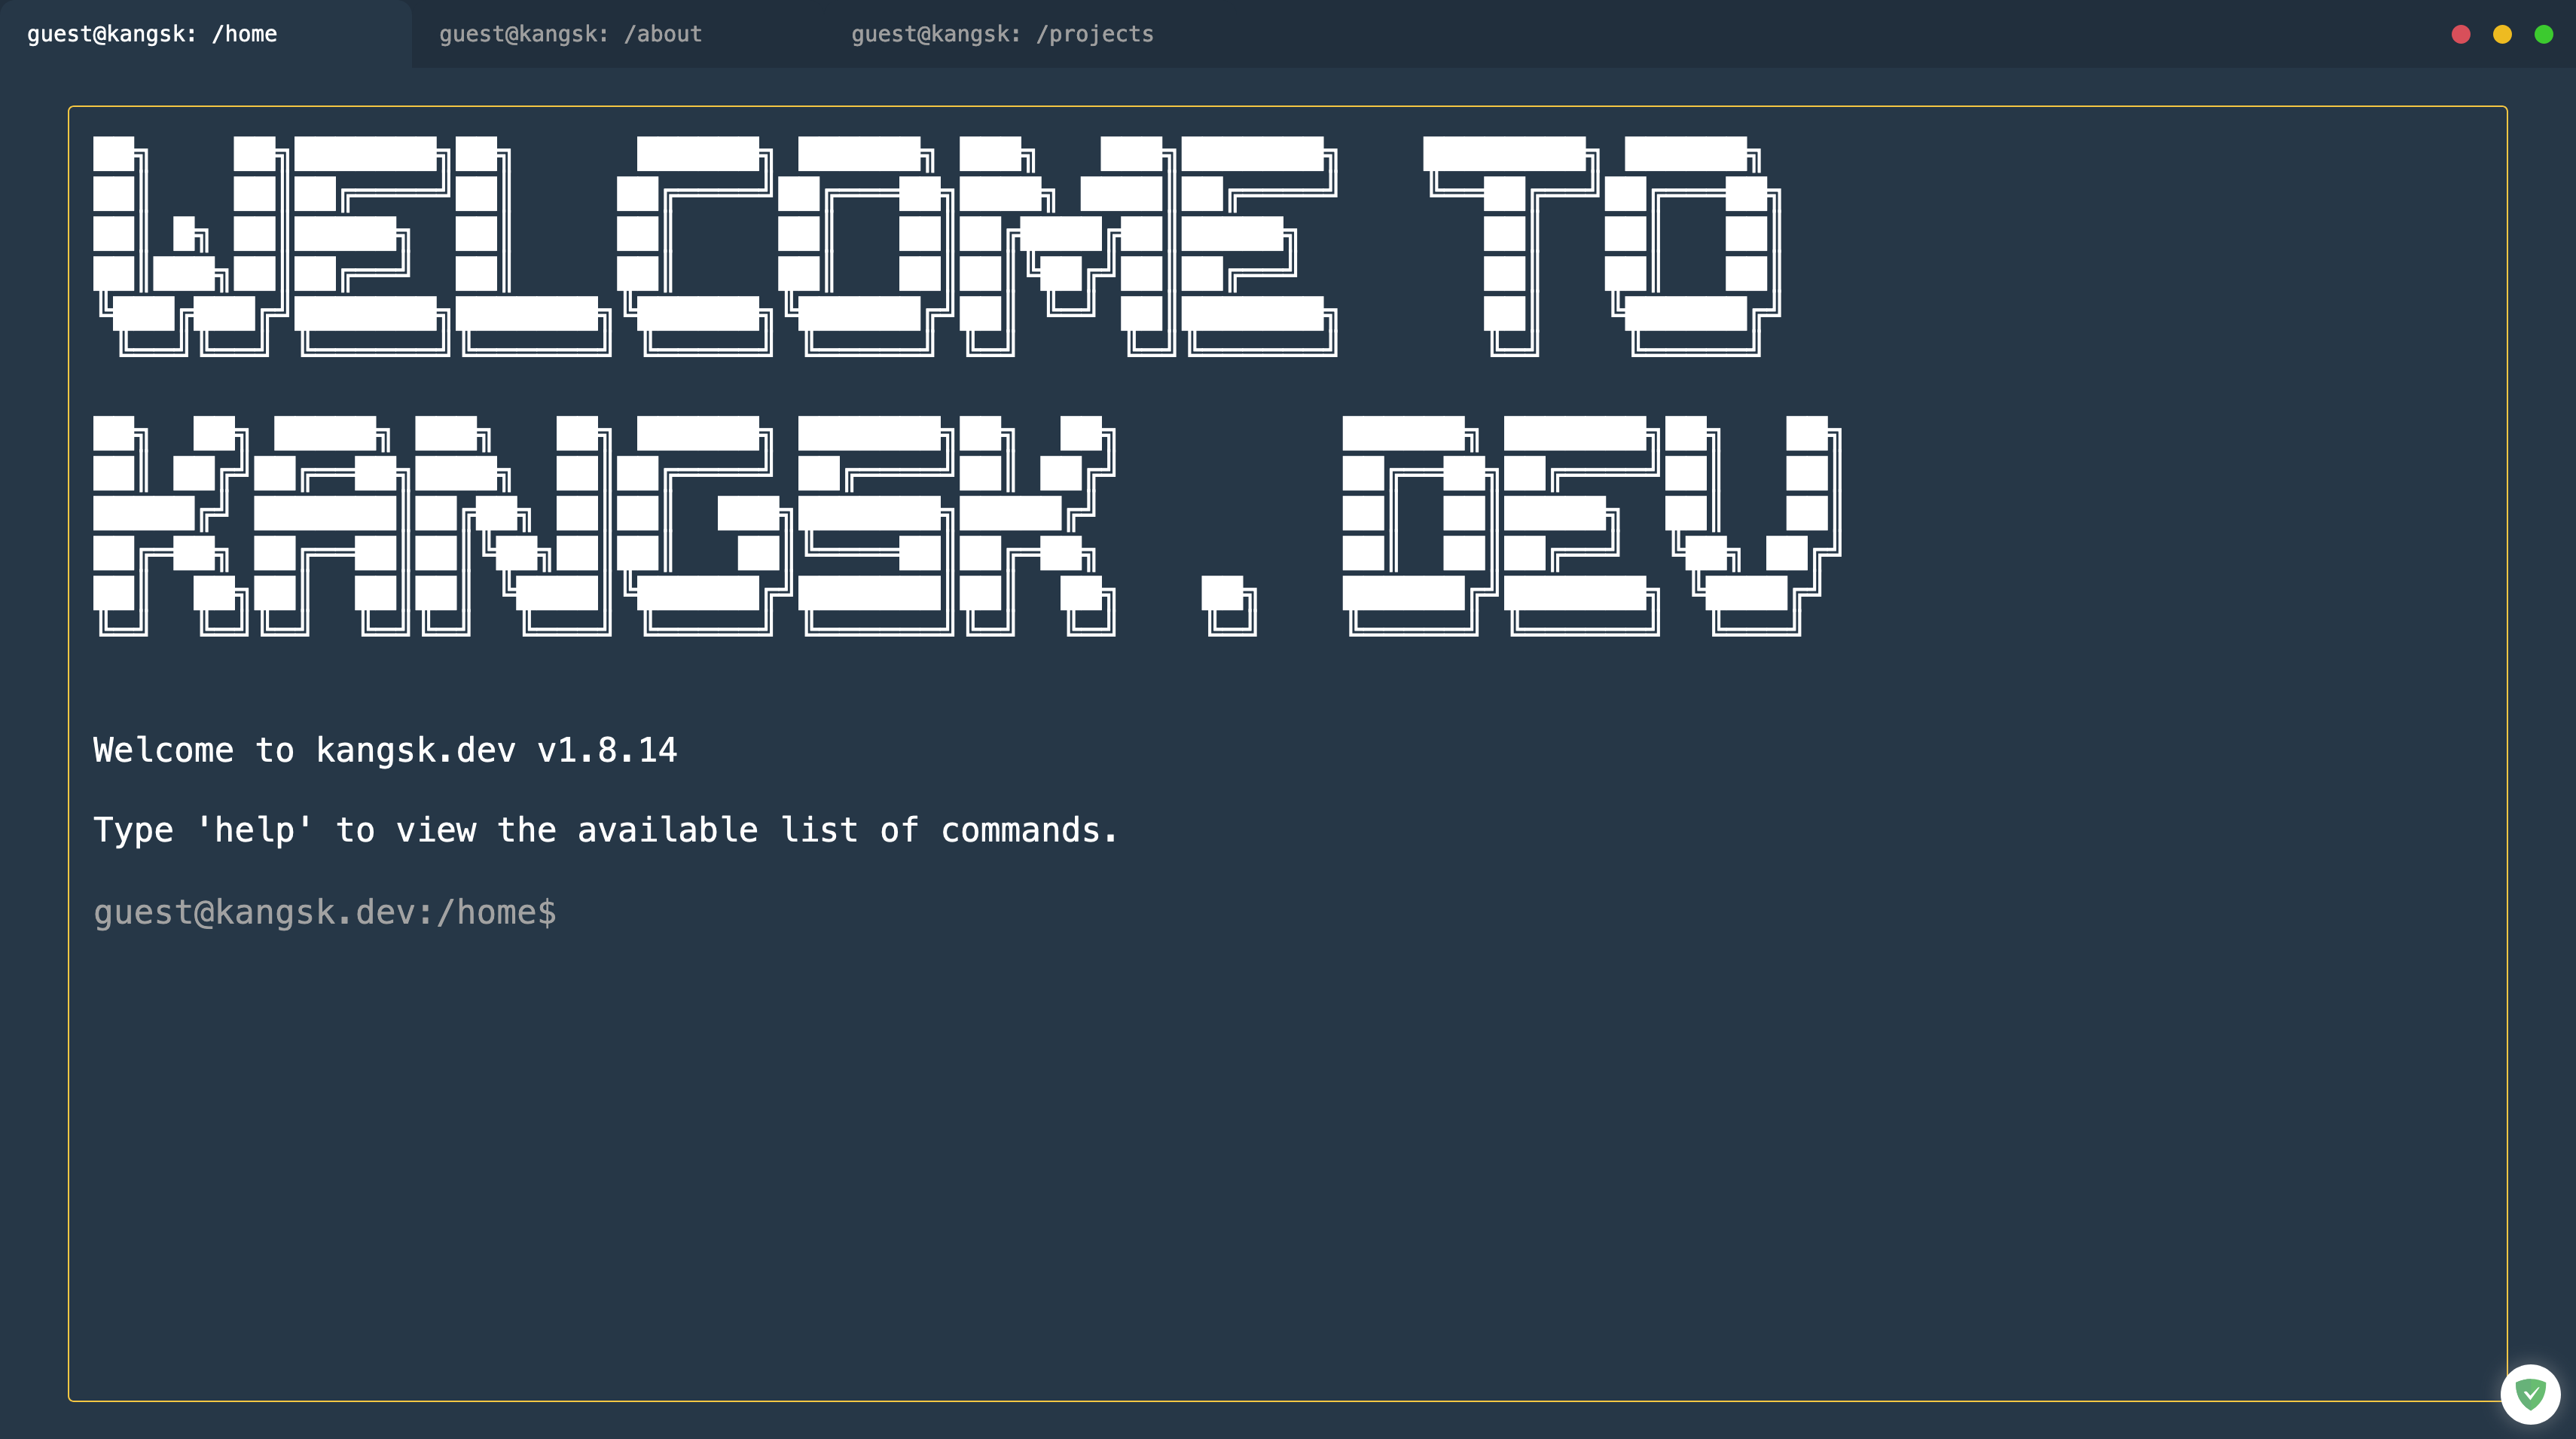 guest@kangsk: /home
guest@kangsk: /about
guest@kangsk: /projects
WELCOME TO
KANGSK.DEV
Welcome to kangsk.dev v1.8.14
Type 'help' to view the available list of commands.
guest@kangsk.dev:/home$